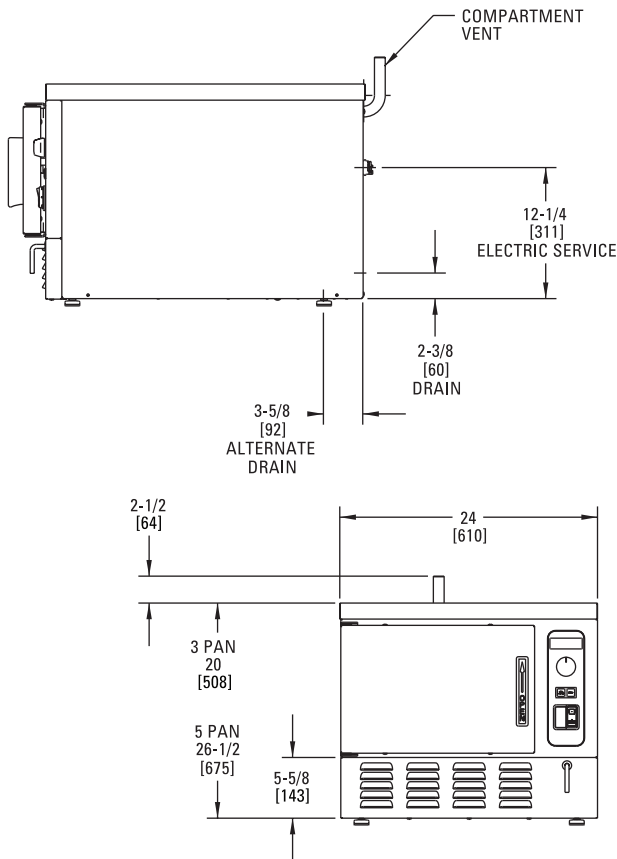 COMPARTMENT
VENT
12-1/4
[311]
ELECTRIC SERVICE
2-3/8
[60]
DRAIN
3-5/8
[92]
ALTERNATE
DRAIN
2-1/2
[64]
24
[610]
3 PAN
20
[508]
5 PAN
26-1/2
[675]
5-5/8
[143]